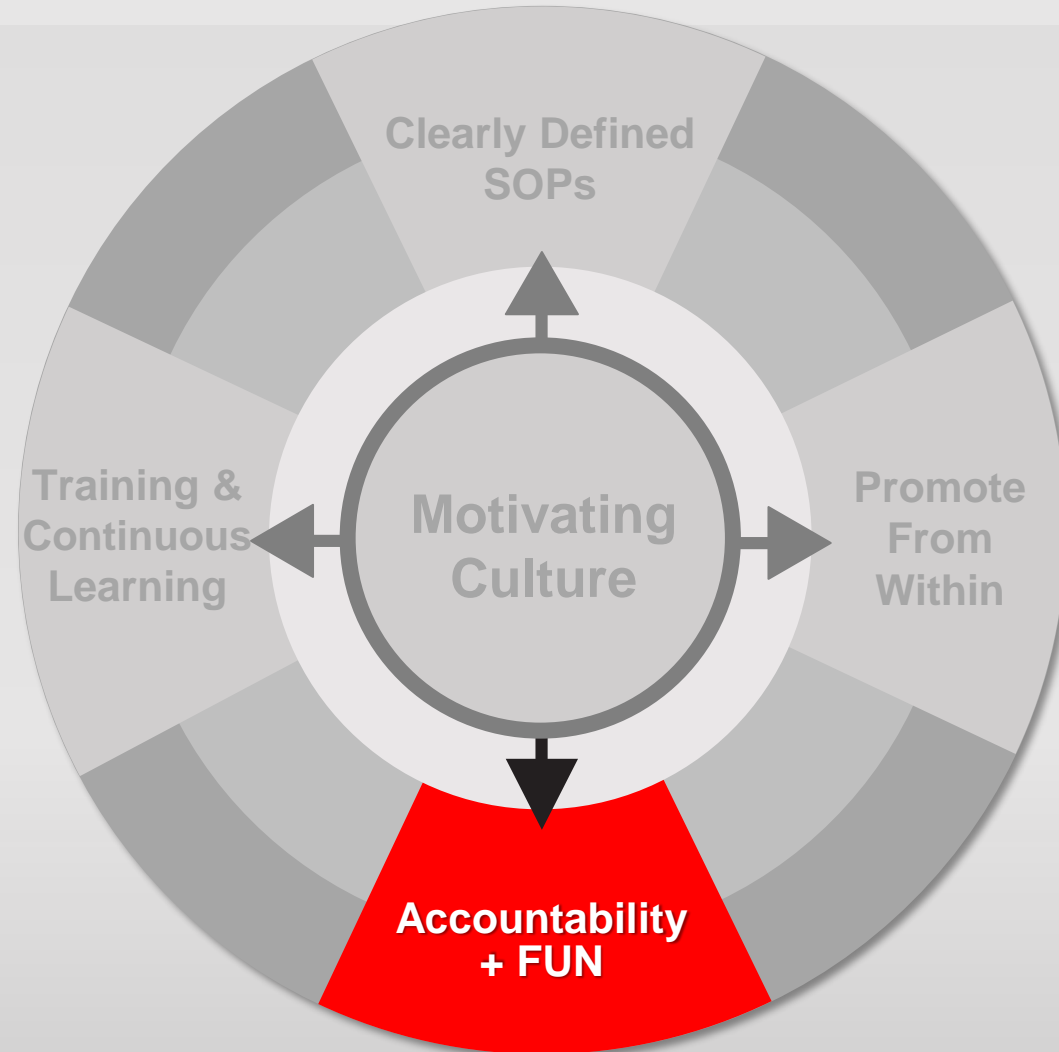 Clearly Defined
SOPs
Training &
Continuous
Learning
Motivating
Culture
Promote
From
Within
Accountability
+ FUN